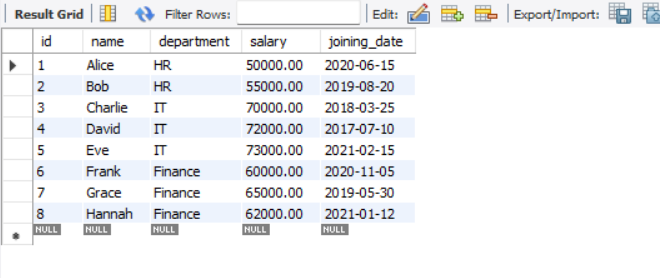 Result Grid Filter Rows: Edit: Export/Import:
id name department salary joining_date
1 Alice HR 50000.00 2020-06-15
2 Bob HR 55000.00 2019-08-20
3 Charlie IT 70000.00 2018-03-25
4 David IT 72000.00 2017-07-10
5 Eve IT 73000.00 2021-02-15
6 Frank Finance 60000.00 2020-11-05
7 Grace Finance 65000.00 2019-05-30
8 Hannah Finance 62000.00 2021-01-12
NULL NULL NULL NULL NULL